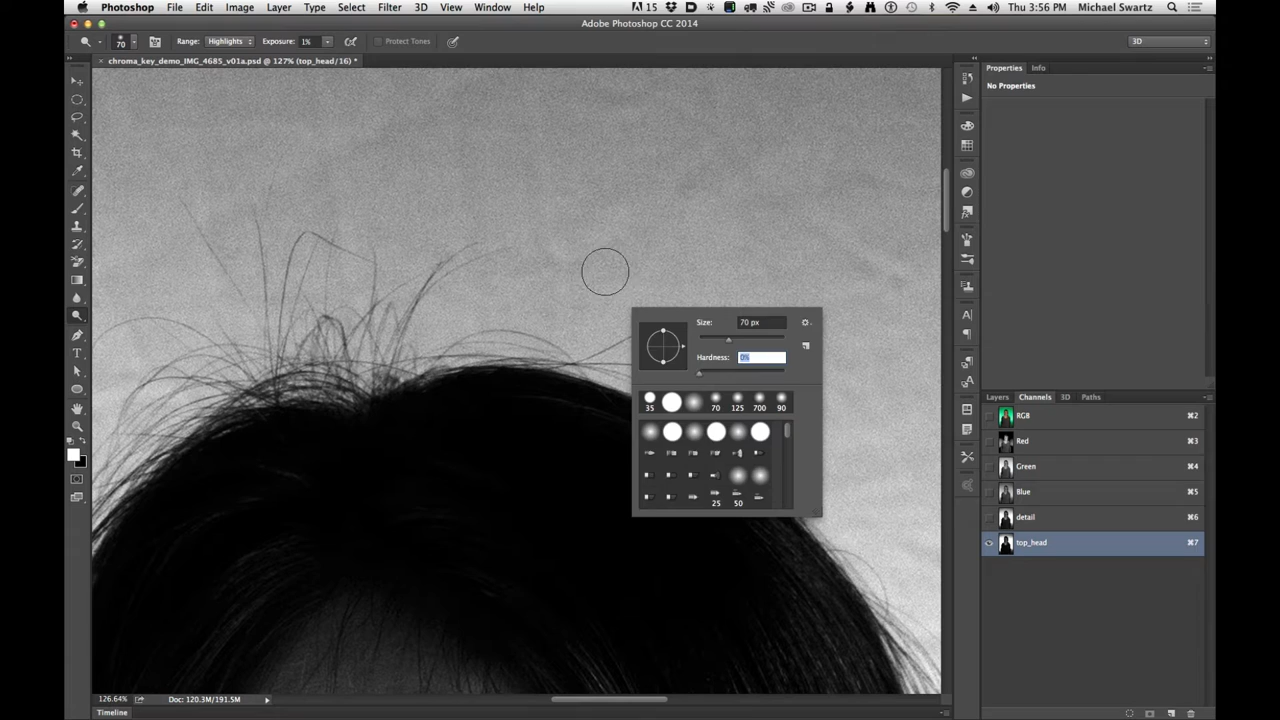 Photoshop File Edit Image Layer Type Select Filter 3D View Window Help 15 Thu 3:56 PM Michael Swartz
Adobe Photoshop CC 2014
70 Range: Highlights Exposure: 1% Protect Tones 3D
× chroma_key_demo_IMG_4685_v01a.psd @ 127% (top_head/16) *
Properties Info
No Properties
Size: 70 px
Hardness: 0%
35 70 125 700 90
25 50
Layers Channels 3D Paths
RGB ⌘2
Red ⌘3
Green ⌘4
Blue ⌘5
detail ⌘6
top_head ⌘7
126.64% Doc: 120.3M/191.5M
Timeline